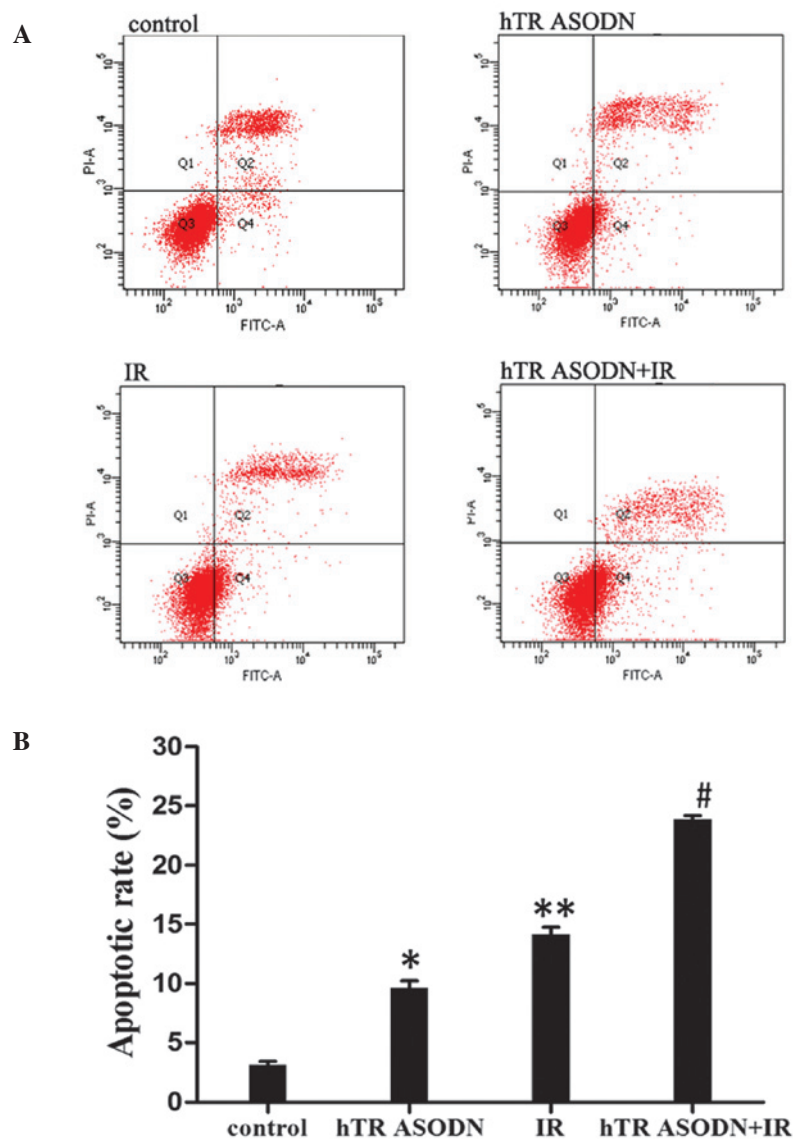 A
control
hTR ASODN
PI-A
10^5
10^4
10^3
10^2
Q1
Q2
Q3
Q4
10^2
10^3
10^4
10^5
FITC-A
PI-A
10^5
10^4
10^3
10^2
Q1
Q2
Q3
Q4
10^2
10^3
10^4
10^5
FITC-A
IR
hTR ASODN+IR
PI-A
10^5
10^4
10^3
10^2
Q1
Q2
Q3
Q4
10^2
10^3
10^4
10^5
FITC-A
PI-A
10^5
10^4
10^3
10^2
Q1
Q2
Q3
Q4
10^2
10^3
10^4
10^5
FITC-A
B
Apoptotic rate (%)
30
25
20
15
10
5
0
*
**
#
control hTR ASODN IR hTR ASODN+IR